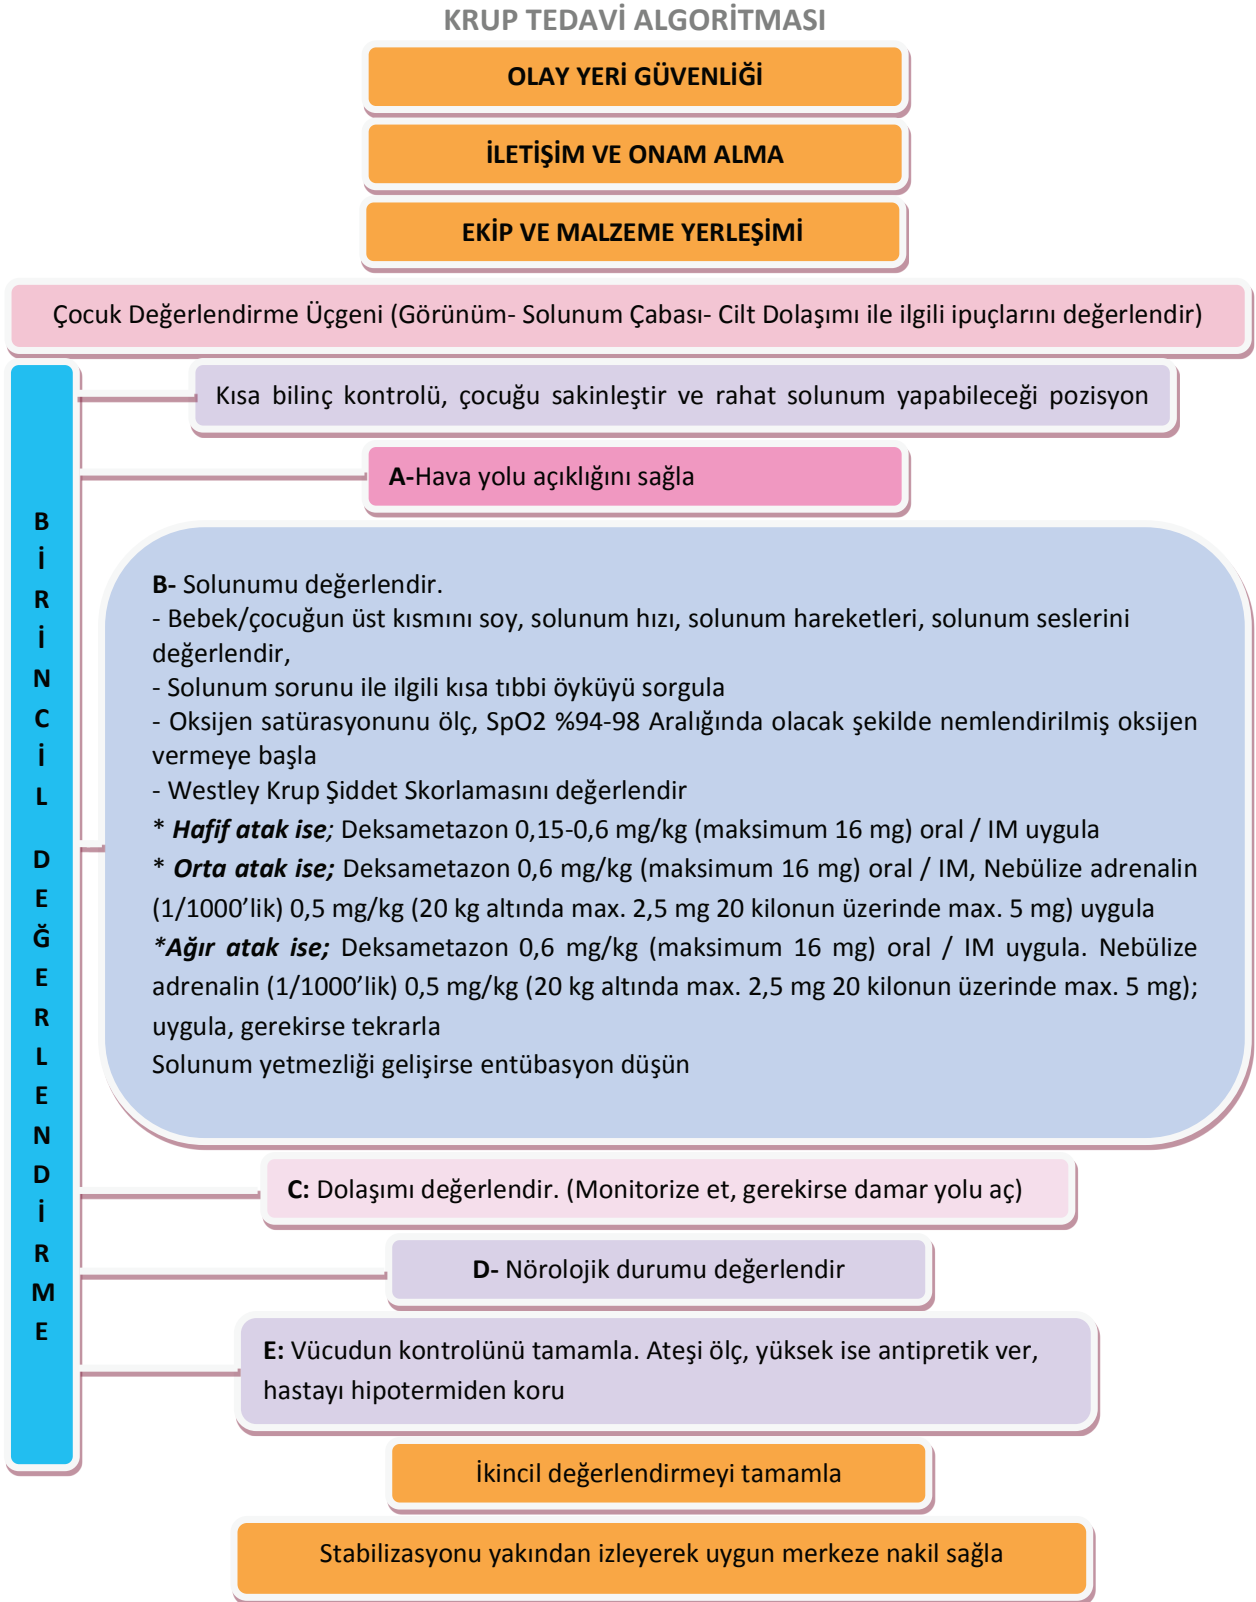 KRUP TEDAVİ ALGORİTMASI
OLAY YERİ GÜVENLİĞİ
İLETİŞİM VE ONAM ALMA
EKİP VE MALZEME YERLEŞİMİ
Çocuk Değerlendirme Üçgeni (Görünüm- Solunum Çabası- Cilt Dolaşımı ile ilgili ipuçlarını değerlendir)
BİRİNCİL DEĞERLENDİRME
Kısa bilinç kontrolü, çocuğu sakinleştir ve rahat solunum yapabileceği pozisyon
A-Hava yolu açıklığını sağla
B- Solunumu değerlendir.
- Bebek/çocuğun üst kısmını soy, solunum hızı, solunum hareketleri, solunum seslerini
değerlendir,
- Solunum sorunu ile ilgili kısa tıbbi öyküyü sorgula
- Oksijen satürasyonunu ölç, SpO2 %94-98 Aralığında olacak şekilde nemlendirilmiş oksijen
vermeye başla
- Westley Krup Şiddet Skorlamasını değerlendir
* Hafif atak ise; Deksametazon 0,15-0,6 mg/kg (maksimum 16 mg) oral / IM uygula
* Orta atak ise; Deksametazon 0,6 mg/kg (maksimum 16 mg) oral / IM, Nebülize adrenalin
(1/1000’lik) 0,5 mg/kg (20 kg altında max. 2,5 mg 20 kilonun üzerinde max. 5 mg) uygula
*Ağır atak ise; Deksametazon 0,6 mg/kg (maksimum 16 mg) oral / IM uygula. Nebülize
adrenalin (1/1000’lik) 0,5 mg/kg (20 kg altında max. 2,5 mg 20 kilonun üzerinde max. 5 mg);
uygula, gerekirse tekrarla
Solunum yetmezliği gelişirse entübasyon düşün
C: Dolaşımı değerlendir. (Monitorize et, gerekirse damar yolu aç)
D- Nörolojik durumu değerlendir
E: Vücudun kontrolünü tamamla. Ateşi ölç, yüksek ise antipretik ver,
hastayı hipotermiden koru
İkincil değerlendirmeyi tamamla
Stabilizasyonu yakından izleyerek uygun merkeze nakil sağla